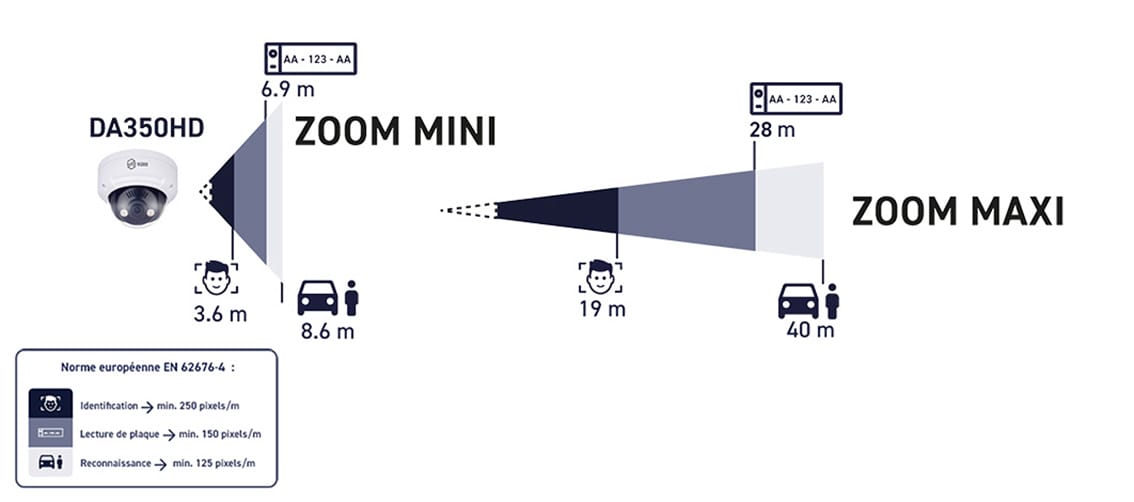 AA - 123 - AA
6.9 m
DA350HD
ZOOM MINI
3.6 m
8.6 m
AA - 123 - AA
28 m
ZOOM MAXI
19 m
40 m
Norme européenne EN 62676-4 :
Identification → min. 250 pixels/m
Lecture de plaque → min. 150 pixels/m
Reconnaissance → min. 125 pixels/m